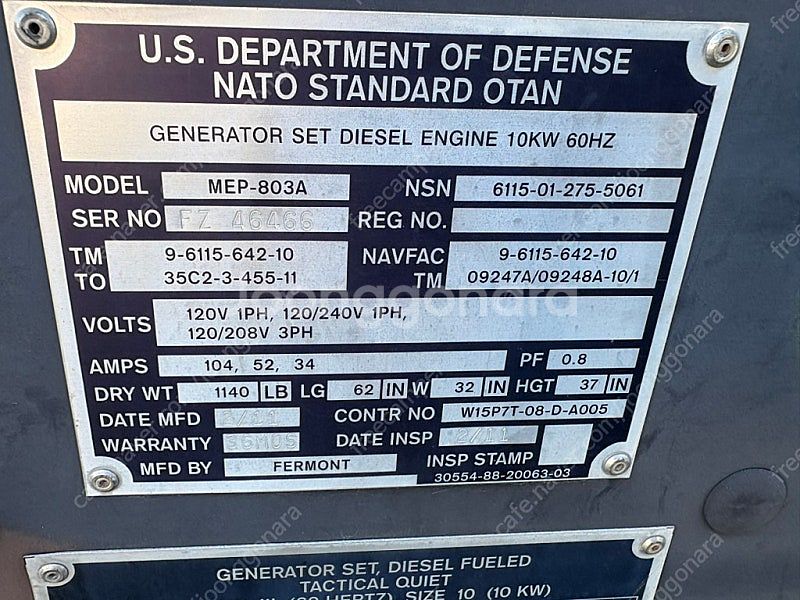 U.S. DEPARTMENT OF DEFENSE
NATO STANDARD OTAN
GENERATOR SET DIESEL ENGINE 10KW 60HZ
MODEL MEP-803A NSN 6115-01-275-5061
SER NO FZ 46466 REG NO.
TM 9-6115-642-10 NAVFAC 9-6115-642-10
TO 35C2-3-455-11 TM 09247A/09248A-10/1
joonggonara
VOLTS 120V 1PH, 120/240V 1PH,
120/208V 3PH
AMPS 104, 52, 34 PF 0.8
DRY WT 1140 LB LG 62 IN W 32 IN HGT 37 IN
DATE MFD 2/11 CONTR NO W15P7T-08-D-A005
WARRANTY 36MOS DATE INSP 2/11
MFD BY FERMONT INSP STAMP
30554-88-20063-03
GENERATOR SET, DIESEL FUELED
TACTICAL QUIET
HERTZ), SIZE 10 (10 KW)